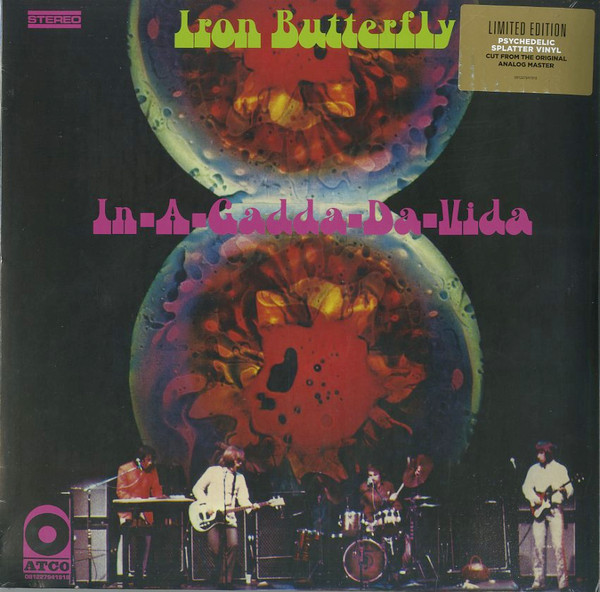 STEREO
Iron Butterfly
LIMITED EDITION
PSYCHEDELIC
SPLATTER VINYL
CUT FROM THE ORIGINAL
ANALOG MASTER
In-A-Gadda-Da-Vida
ATCO